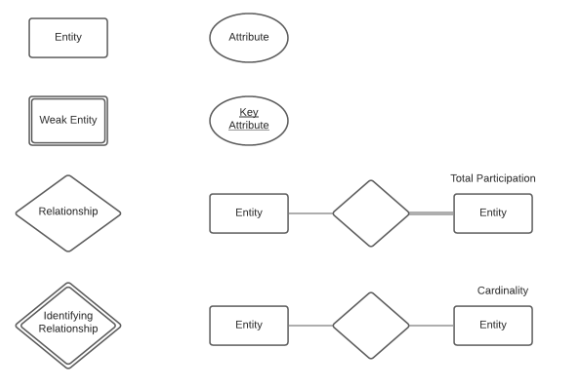 Entity
Attribute
Weak Entity
Key
Attribute
Total Participation
Relationship
Entity
Entity
Cardinality
Identifying
Relationship
Entity
Entity